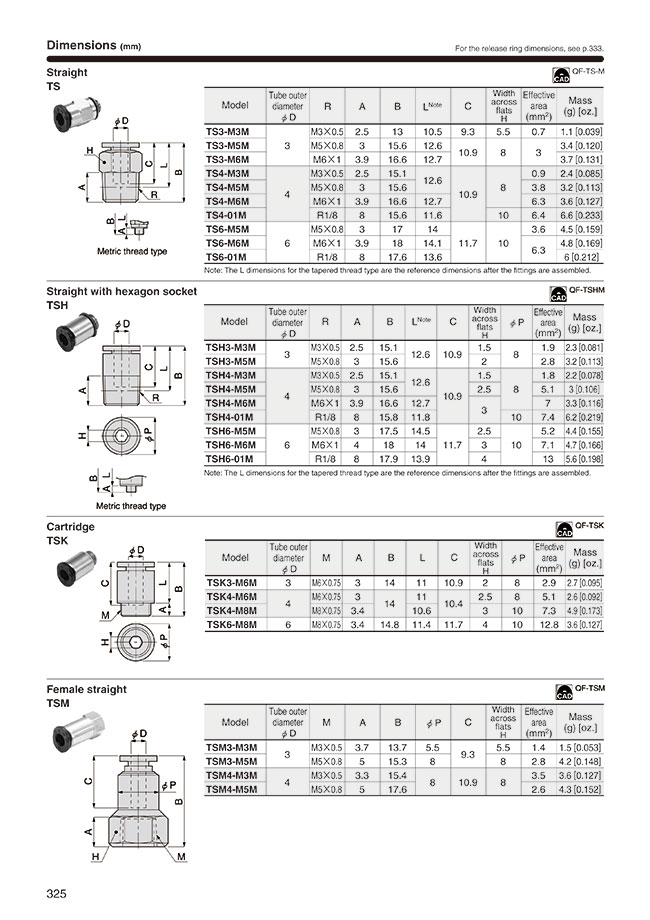 Dimensions (mm)
For the release ring dimensions, see p.333.
Straight
TS
CAD QF-TS-M
Model Tube outer diameter φD R A B L Note C Width across flats H Effective area (mm²) Mass (g) [oz.]
TS3-M3M 3 M3×0.5 2.5 13 10.5 9.3 5.5 0.7 1.1 [0.039]
TS3-M5M M5×0.8 3 15.6 12.6 10.9 8 3 3.4 [0.120]
TS3-M6M M6×1 3.9 16.6 12.7 3.7 [0.131]
TS4-M3M 4 M3×0.5 2.5 15.1 12.6 10.9 8 0.9 2.4 [0.085]
TS4-M5M M5×0.8 3 15.6 3.8 3.2 [0.113]
TS4-M6M M6×1 3.9 16.6 12.7 6.3 3.6 [0.127]
TS4-01M R1/8 8 15.6 11.6 10 6.4 6.6 [0.233]
TS6-M5M 6 M5×0.8 3 17 14 11.7 10 3.6 4.5 [0.159]
TS6-M6M M6×1 3.9 18 14.1 6.3 4.8 [0.169]
TS6-01M R1/8 8 17.6 13.6 6 [0.212]
Note: The L dimensions for the tapered thread type are the reference dimensions after the fittings are assembled.
φD
H
A
C
L
B
R
B
L
A
Metric thread type
Straight with hexagon socket
TSH
CAD QF-TSHM
Model Tube outer diameter φD R A B L Note C Width across flats H φP Effective area (mm²) Mass (g) [oz.]
TSH3-M3M 3 M3×0.5 2.5 15.1 12.6 10.9 1.5 8 1.9 2.3 [0.081]
TSH3-M5M M5×0.8 3 15.6 2 2.8 3.2 [0.113]
TSH4-M3M 4 M3×0.5 2.5 15.1 12.6 10.9 1.5 8 1.8 2.2 [0.078]
TSH4-M5M M5×0.8 3 15.6 2.5 5.1 3 [0.106]
TSH4-M6M M6×1 3.9 16.6 12.7 3 7 3.3 [0.116]
TSH4-01M R1/8 8 15.8 11.8 10 7.4 6.2 [0.219]
TSH6-M5M 6 M5×0.8 3 17.5 14.5 11.7 2.5 10 5.2 4.4 [0.155]
TSH6-M6M M6×1 4 18 14 3 7.1 4.7 [0.166]
TSH6-01M R1/8 8 17.9 13.9 4 13 5.6 [0.198]
Note: The L dimensions for the tapered thread type are the reference dimensions after the fittings are assembled.
φD
A
C
L
B
R
H
φP
B
L
A
Metric thread type
Cartridge
TSK
CAD QF-TSK
Model Tube outer diameter φD M A B L C Width across flats H φP Effective area (mm²) Mass (g) [oz.]
TSK3-M6M 3 M6×0.75 3 14 11 10.9 2 8 2.9 2.7 [0.095]
TSK4-M6M 4 M6×0.75 3 14 11 10.4 2.5 8 5.1 2.6 [0.092]
TSK4-M8M M8×0.75 3.4 10.6 3 10 7.3 4.9 [0.173]
TSK6-M8M 6 M8×0.75 3.4 14.8 11.4 11.7 4 10 12.8 3.6 [0.127]
φD
C
L
B
A
M
H
φP
Female straight
TSM
CAD QF-TSM
Model Tube outer diameter φD M A B φP C Width across flats H Effective area (mm²) Mass (g) [oz.]
TSM3-M3M 3 M3×0.5 3.7 13.7 5.5 9.3 5.5 1.4 1.5 [0.053]
TSM3-M5M M5×0.8 5 15.3 8 8 2.8 4.2 [0.148]
TSM4-M3M 4 M3×0.5 3.3 15.4 8 10.9 8 3.5 3.6 [0.127]
TSM4-M5M M5×0.8 5 17.6 2.6 4.3 [0.152]
φD
C
φP
B
A
H
M
325